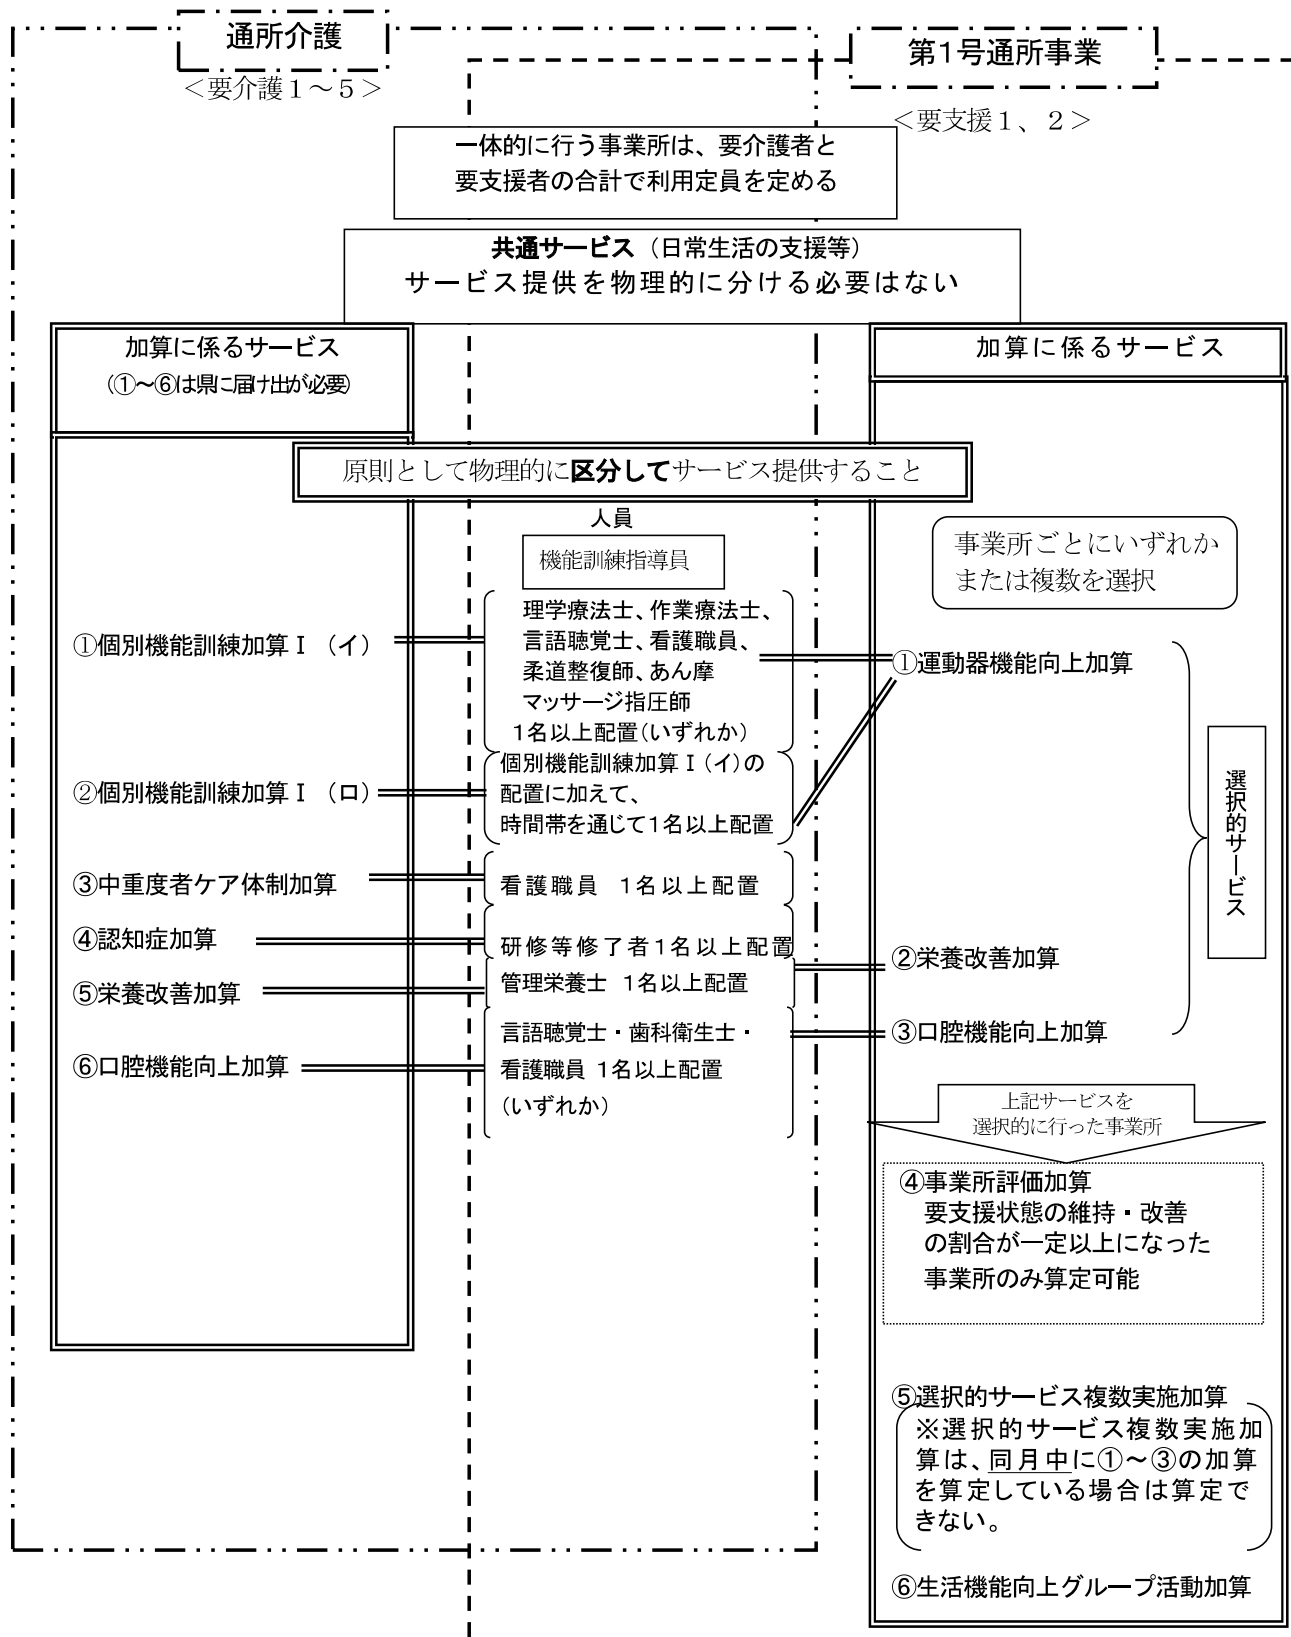 通所介護
＜要介護１～５＞
第1号通所事業
＜要支援１、２＞
一体的に行う事業所は、要介護者と
要支援者の合計で利用定員を定める
共通サービス（日常生活の支援等）
サービス提供を物理的に分ける必要はない
加算に係るサービス
（①～⑥は県に届け出が必要）
加算に係るサービス
原則として物理的に区分してサービス提供すること
人員
機能訓練指導員
事業所ごとにいずれか
または複数を選択
①個別機能訓練加算Ⅰ（イ）
理学療法士、作業療法士、
言語聴覚士、看護職員、
柔道整復師、あん摩
マッサージ指圧師
1名以上配置（いずれか）
①運動器機能向上加算
②個別機能訓練加算Ⅰ（ロ）
個別機能訓練加算Ⅰ（イ）の
配置に加えて、
時間帯を通じて1名以上配置
選択的サービス
③中重度者ケア体制加算
看護職員 1名以上配置
④認知症加算
研修等修了者1名以上配置
②栄養改善加算
⑤栄養改善加算
管理栄養士 1名以上配置
③口腔機能向上加算
⑥口腔機能向上加算
言語聴覚士・歯科衛生士・
看護職員 1名以上配置
（いずれか）
上記サービスを
選択的に行った事業所
④事業所評価加算
要支援状態の維持・改善
の割合が一定以上になった
事業所のみ算定可能
⑤選択的サービス複数実施加算
※選択的サービス複数実施加
算は、同月中に①～③の加算
を算定している場合は算定で
きない。
⑥生活機能向上グループ活動加算